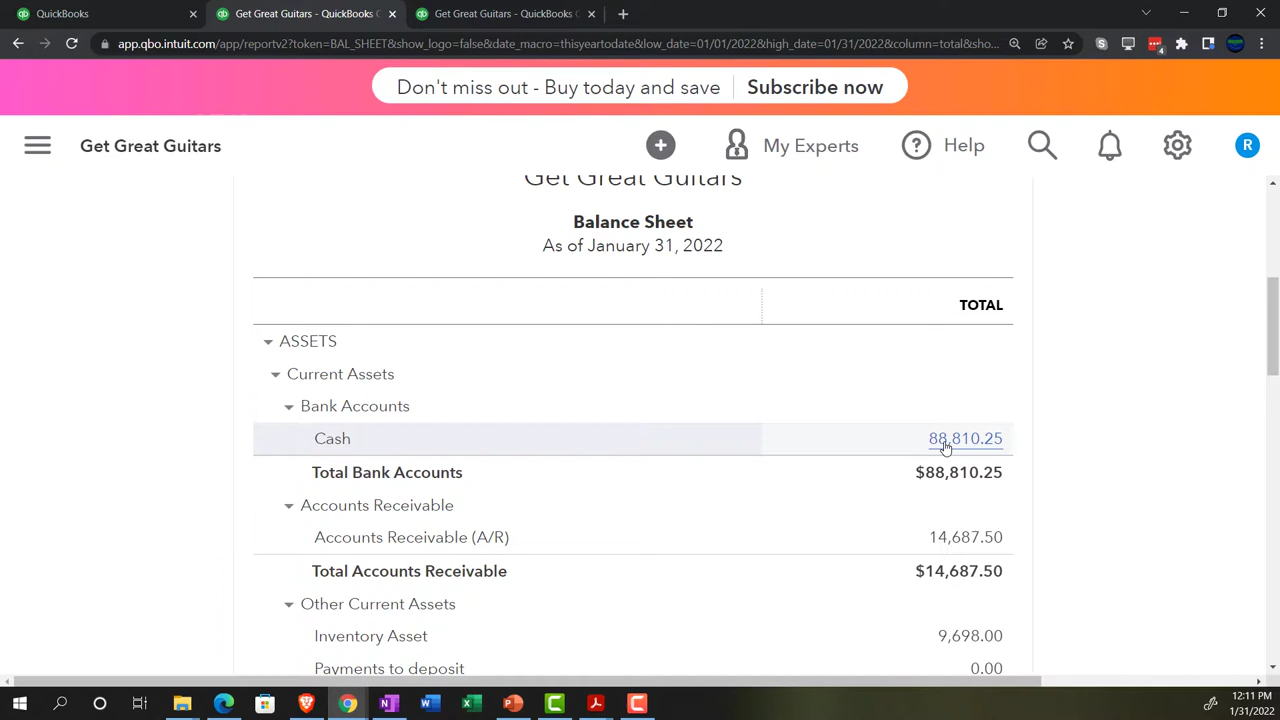 QuickBooks
Get Great Guitars - QuickBooks
Get Great Guitars - QuickBooks
app.qbo.intuit.com/app/reportv2?token=BAL_SHEET&show_logo=false&date_macro=thisyeartodate&low_date=01/01/2022&high_date=01/31/2022&column=total&sho...
4
Don't miss out - Buy today and save Subscribe now
Get Great Guitars My Experts Help R
Get Great Guitars
Balance Sheet
As of January 31, 2022
TOTAL
ASSETS
Current Assets
Bank Accounts
Cash 88,810.25
Total Bank Accounts $88,810.25
Accounts Receivable
Accounts Receivable (A/R) 14,687.50
Total Accounts Receivable $14,687.50
Other Current Assets
Inventory Asset 9,698.00
Payments to deposit 0.00
12:11 PM
1/31/2022